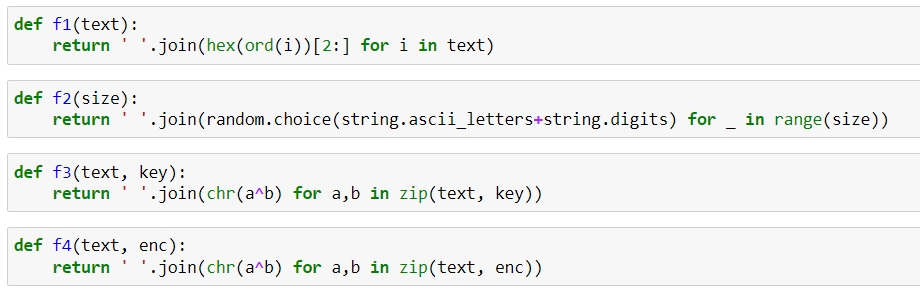 def f1(text):
    return ' '.join(hex(ord(i))[2:] for i in text)
def f2(size):
    return ' '.join(random.choice(string.ascii_letters+string.digits) for _ in range(size))
def f3(text, key):
    return ' '.join(chr(a^b) for a,b in zip(text, key))
def f4(text, enc):
    return ' '.join(chr(a^b) for a,b in zip(text, enc))